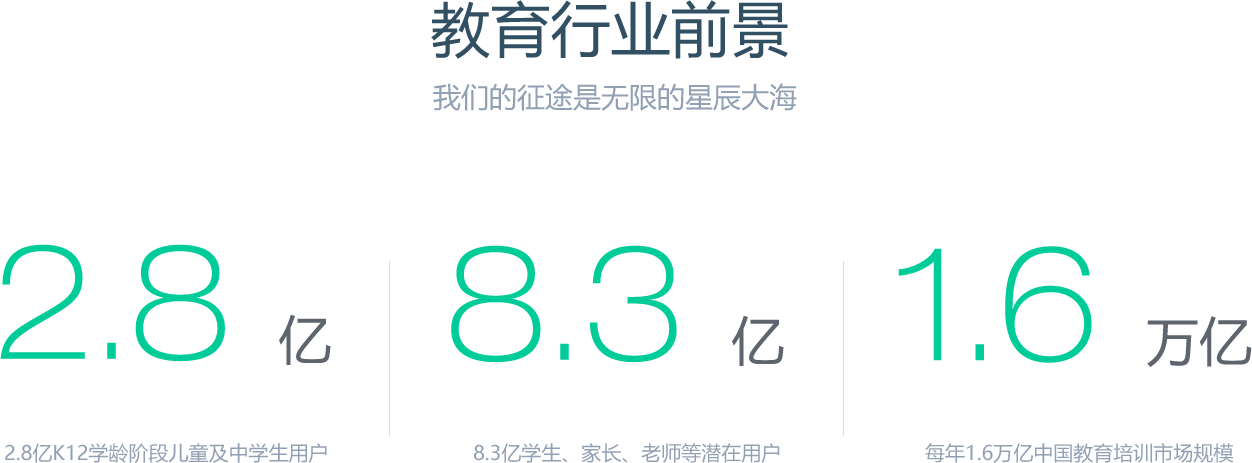 教育行业前景
我们的征途是无限的星辰大海
2.8 亿
8.3 亿
1.6 万亿
2.8亿K12学龄阶段儿童及中学生用户
8.3亿学生、家长、老师等潜在用户
每年1.6万亿中国教育培训市场规模